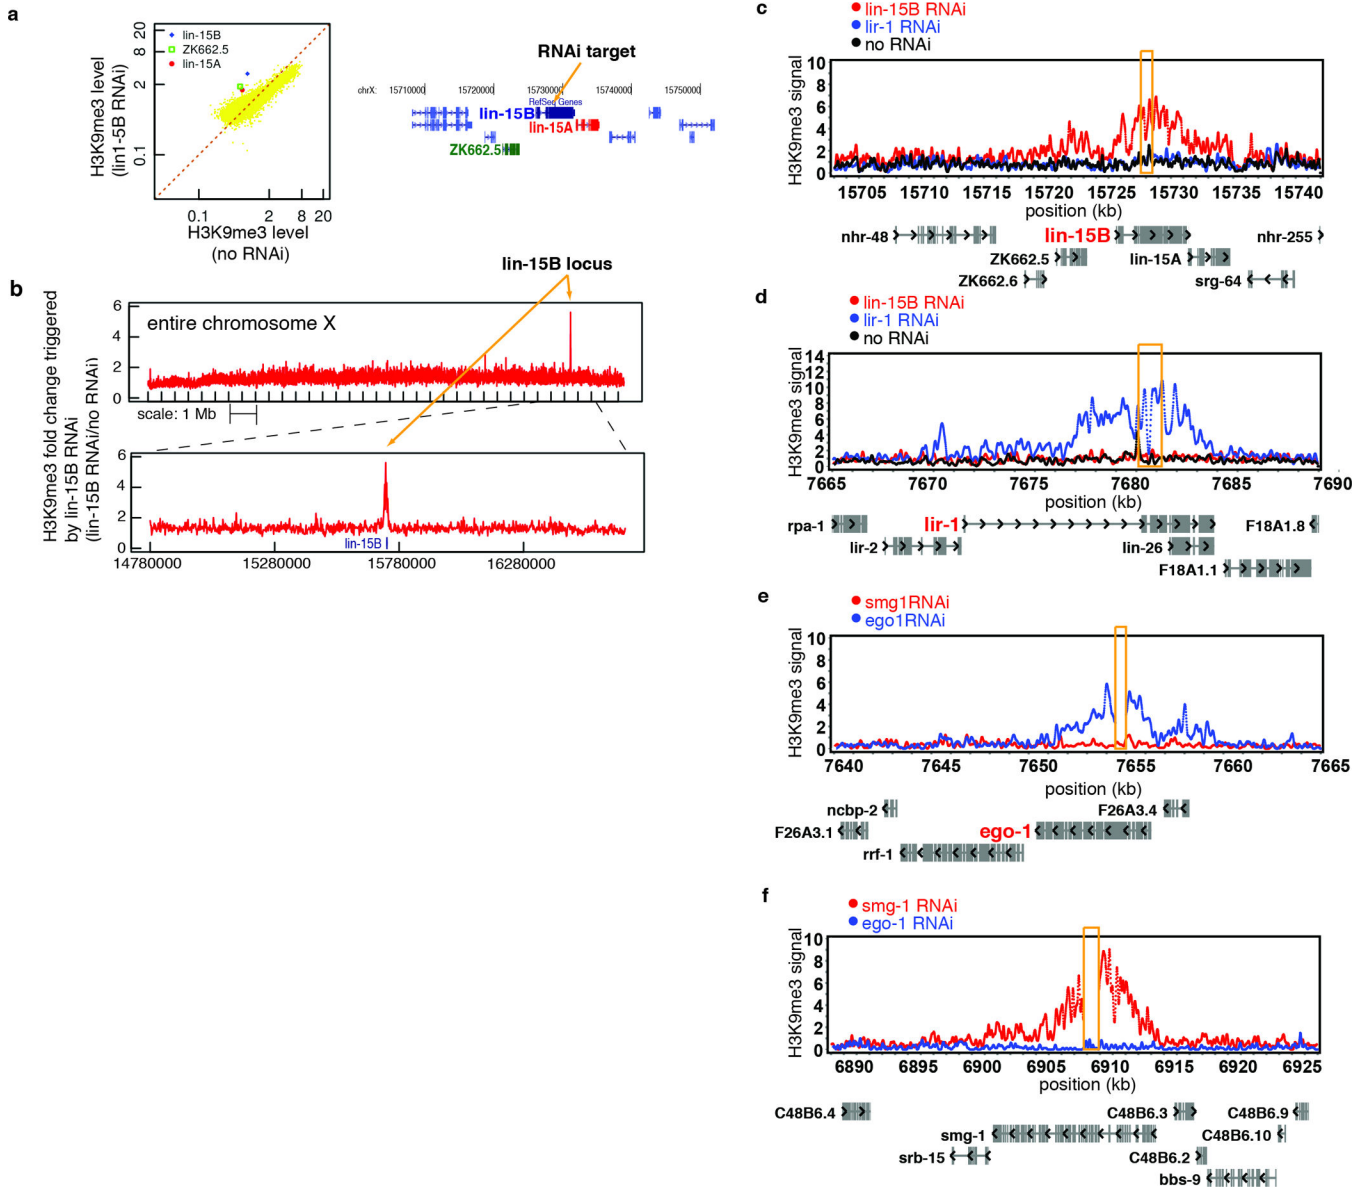 a
H3K9me3 level
(lin1-5B RNAi)
20
8
2
0.1
lin-15B
ZK662.5
lin-15A
0.1 2 8 20
H3K9me3 level
(no RNAi)
RNAi target
chrX: 15710000 15720000 15730000 15740000 15750000
RefSeq Genes
lin-15B
lin-15A
ZK662.5
b
lin-15B locus
H3K9me3 fold change triggered
by lin-15B RNAi
(lin-15B RNAi/no RNAi)
6
4
2
0
entire chromosome X
scale: 1 Mb
6
4
2
0
lin-15B
14780000 15280000 15780000 16280000
c
lin-15B RNAi
lir-1 RNAi
no RNAi
H3K9me3 signal
10
8
6
4
2
0
15705 15710 15715 15720 15725 15730 15735 15740
position (kb)
nhr-48 lin-15B nhr-255
ZK662.5 lin-15A
ZK662.6 srg-64
d
lin-15B RNAi
lir-1 RNAi
no RNAi
H3K9me3 signal
14
12
10
8
6
4
2
0
7665 7670 7675 7680 7685 7690
position (kb)
rpa-1 lir-1 F18A1.8
lir-2 lin-26
F18A1.1
e
smg1RNAi
ego1RNAi
H3K9me3 signal
10
8
6
4
2
0
7640 7645 7650 7655 7660 7665
position (kb)
ncbp-2 F26A3.4
F26A3.1 ego-1
rrf-1
f
smg-1 RNAi
ego-1 RNAi
H3K9me3 signal
10
8
6
4
2
0
6890 6895 6900 6905 6910 6915 6920 6925
position (kb)
C48B6.4 C48B6.3 C48B6.9
smg-1 C48B6.10
srb-15 C48B6.2
bbs-9